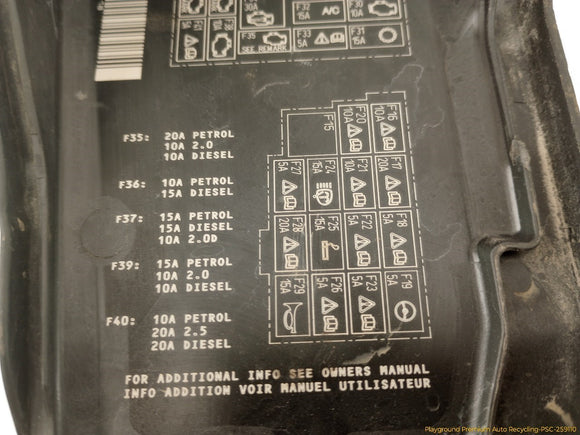 F30
F32
10A
30A
15A A/C
F35 F33 F31
SEE REMARK 5A 15A
F35: 20A PETROL
10A 2.0
10A DIESEL
F36: 10A PETROL
15A DIESEL
F37: 15A PETROL
15A DIESEL
10A 2.0D
F39: 15A PETROL
10A 2.0
10A DIESEL
F40: 10A PETROL
20A 2.5
20A DIESEL
F15 F20 10A F16 10A
F27 5A F24 15A F21 10A F17 20A
F28 20A F25 15A F22 5A F18 5A
F29 15A F26 5A F23 5A F19 5A
FOR ADDITIONAL INFO SEE OWNERS MANUAL
INFO ADDITION VOIR MANUEL UTILISATEUR
Playground Premium Auto Recycling-PSC-259110